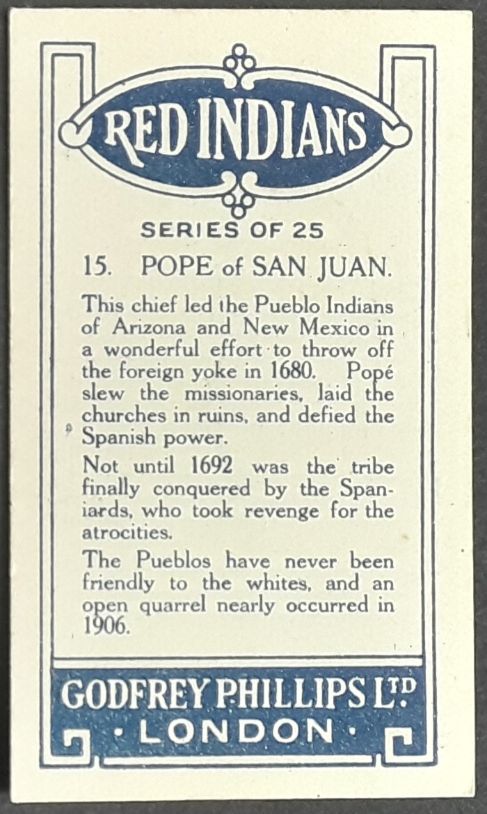 RED INDIANS
SERIES OF 25
15. POPE of SAN JUAN.
This chief led the Pueblo Indians
of Arizona and New Mexico in
a wonderful effort to throw off
the foreign yoke in 1680. Popé
slew the missionaries, laid the
churches in ruins, and defied the
Spanish power.
Not until 1692 was the tribe
finally conquered by the Span-
iards, who took revenge for the
atrocities.
The Pueblos have never been
friendly to the whites, and an
open quarrel nearly occurred in
1906.
GODFREY PHILLIPS LTD.
· LONDON ·